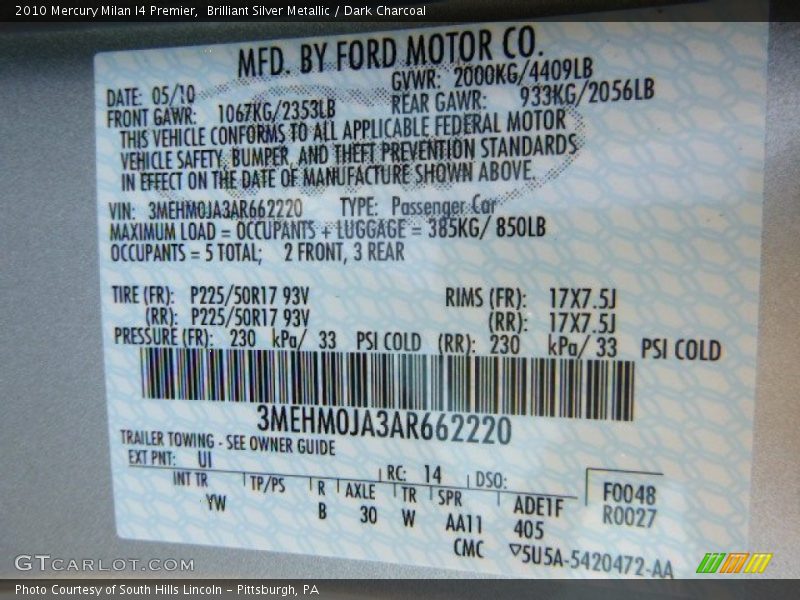 2010 Mercury Milan I4 Premier,  Brilliant Silver Metallic / Dark Charcoal
MFD. BY FORD MOTOR CO.
DATE: 05/10 GVWR: 2000KG/4409LB
FRONT GAWR: 1067KG/2353LB REAR GAWR: 933KG/2056LB
THIS VEHICLE CONFORMS TO ALL APPLICABLE FEDERAL MOTOR
VEHICLE SAFETY, BUMPER, AND THEFT PREVENTION STANDARDS
IN EFFECT ON THE DATE OF MANUFACTURE SHOWN ABOVE.
VIN: 3MEHM0JA3AR662220 TYPE: Passenger Car
MAXIMUM LOAD = OCCUPANTS + LUGGAGE = 385KG/ 850LB
OCCUPANTS = 5 TOTAL; 2 FRONT, 3 REAR
TIRE (FR): P225/50R17 93V RIMS (FR): 17X7.5J
(RR): P225/50R17 93V (RR): 17X7.5J
PRESSURE (FR): 230 kPa/ 33 PSI COLD (RR): 230 kPa/ 33 PSI COLD
3MEHM0JA3AR662220
TRAILER TOWING - SEE OWNER GUIDE
EXT PNT: UI RC: 14 DSO: F0048
INT TR TP/PS R AXLE TR SPR ADE1F R0027
YW B 30 W AA11 405
CMC ▽5U5A-5420472-AA
GTCARLOT.COM
Photo Courtesy of South Hills Lincoln – Pittsburgh, PA